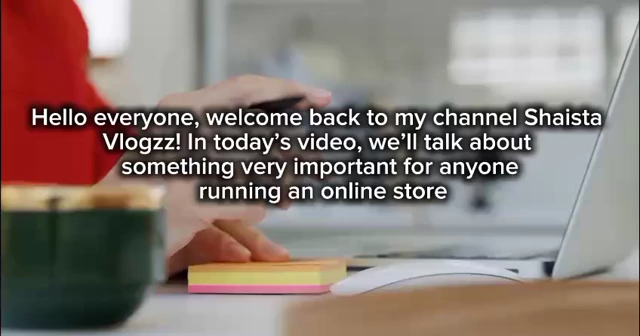 Hello everyone, welcome back to my channel Shaista
Vlogzz! In today’s video, we’ll talk about
something very important for anyone
running an online store